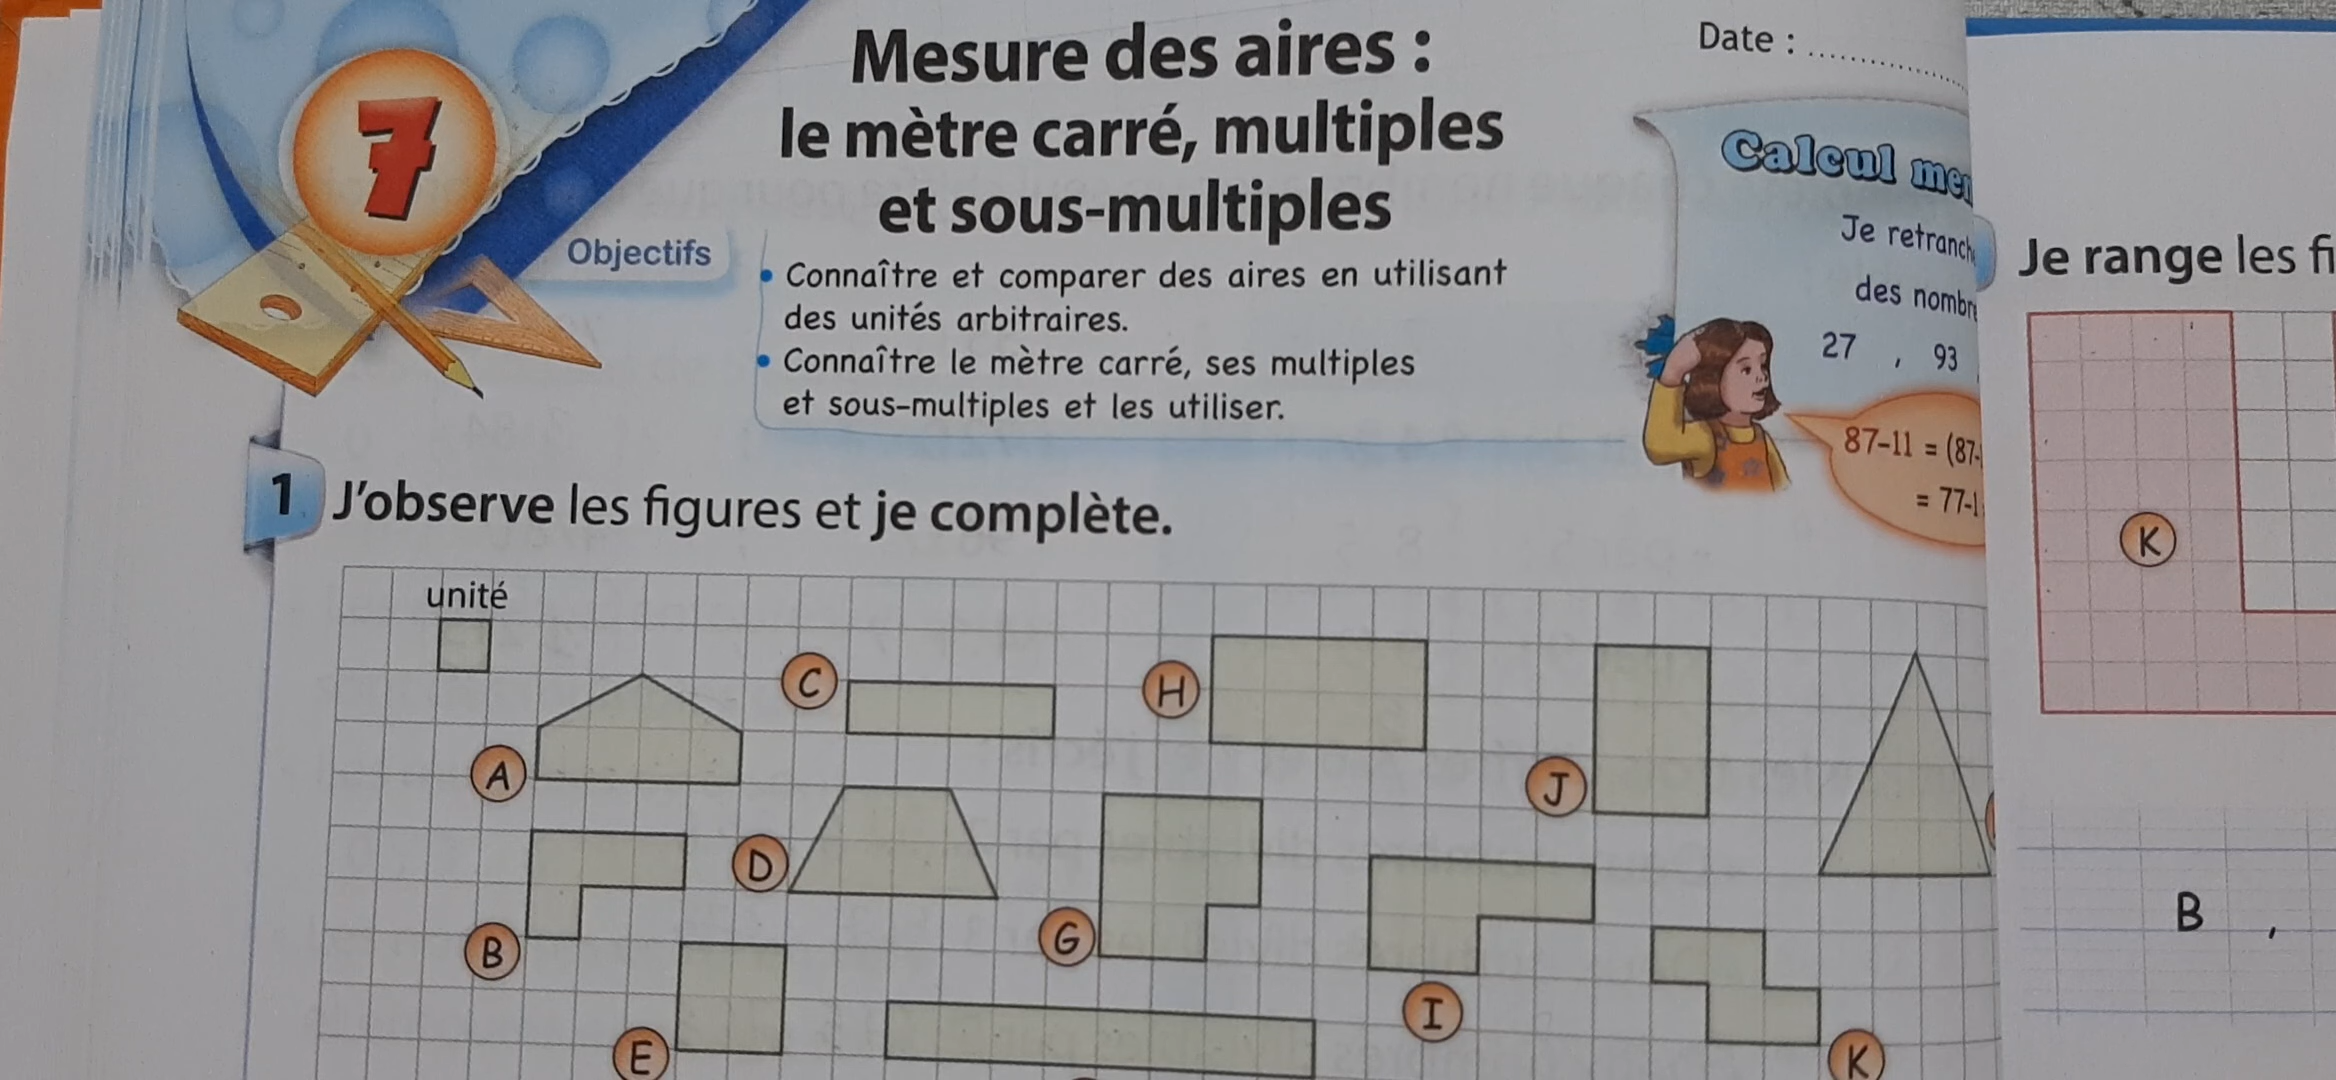 7
Mesure des aires :
le mètre carré, multiples
et sous-multiples
Date :
Objectifs
• Connaître et comparer des aires en utilisant
des unités arbitraires.
• Connaître le mètre carré, ses multiples
et sous-multiples et les utiliser.
Calcul
Je
des
27 , 93
87-11 = (87-
= 77-1
1 J'observe les figures et je complète.
unité
C
H
A
J
D
B
G
I
E
K
Je range les
K
B ,